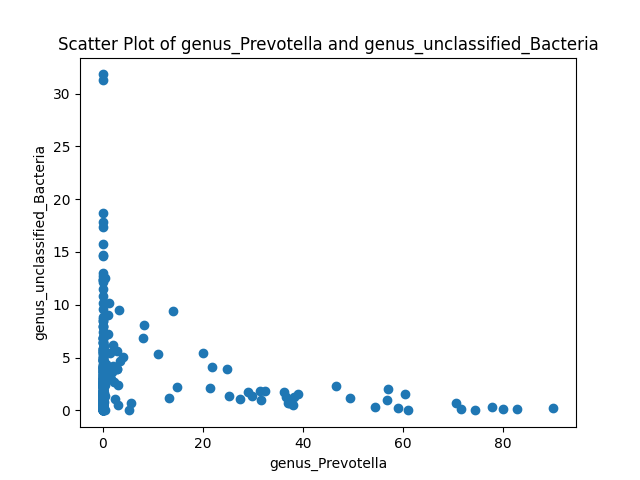 Scatter Plot of genus_Prevotella and genus_unclassified_Bacteria
30
25
20
15
10
5
0
genus_unclassified_Bacteria
0 20 40 60 80
genus_Prevotella